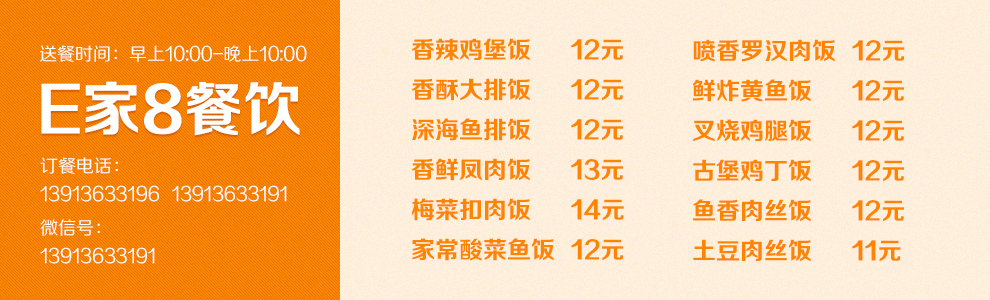 送餐时间：早上10:00-晚上10:00
E家8餐饮
订餐电话：
13913633196 13913633191
微信号：
13913633191
香辣鸡堡饭 12元
香酥大排饭 12元
深海鱼排饭 12元
香鲜凤肉饭 13元
梅菜扣肉饭 14元
家常酸菜鱼饭 12元
喷香罗汉肉饭 12元
鲜炸黄鱼饭 12元
叉烧鸡腿饭 12元
古堡鸡丁饭 12元
鱼香肉丝饭 12元
土豆肉丝饭 11元